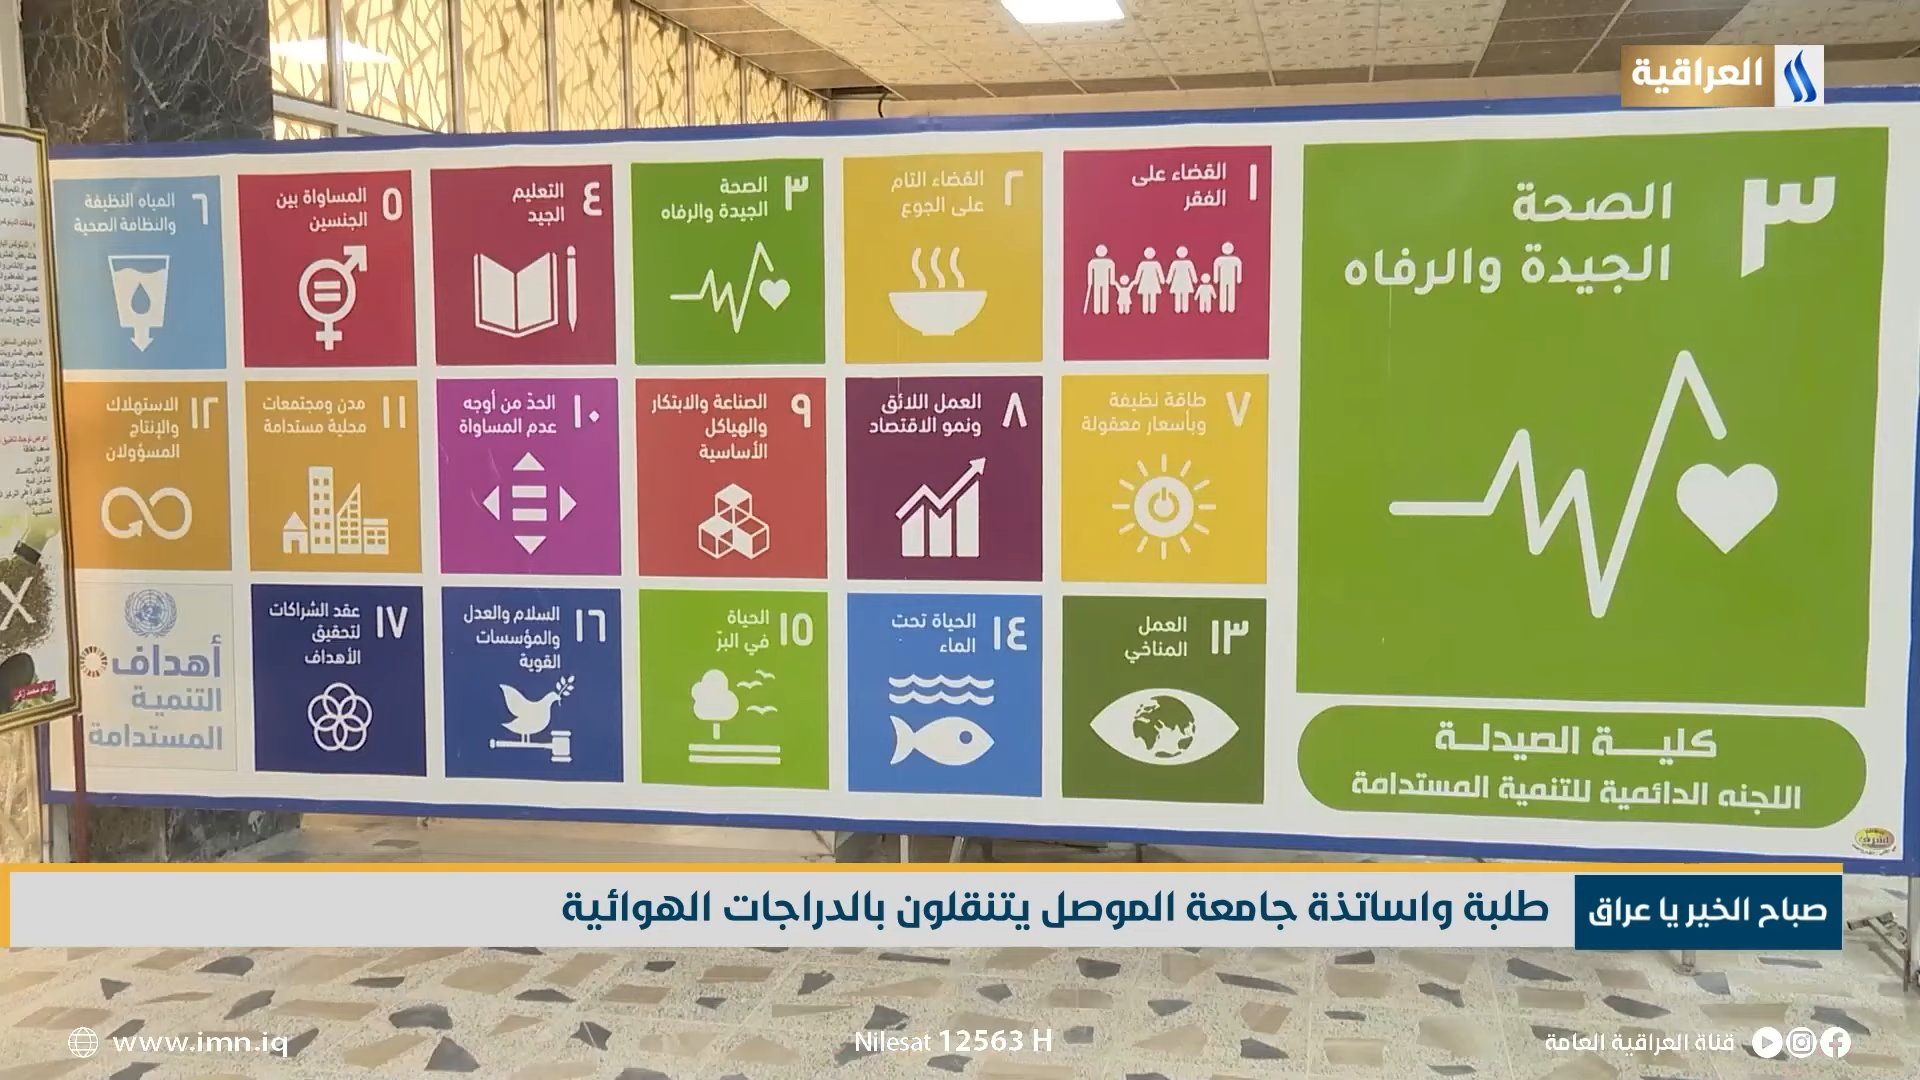 العراقية
٣
الصحة
الجيدة والرفاه
١
القضاء على
الفقر
٢
القضاء التام
على الجوع
٣
الصحة
الجيدة والرفاه
٤
التعليم
الجيد
٥
المساواة بين
الجنسين
٦
المياه النظيفة
والنظافة الصحية
٧
طاقة نظيفة
وبأسعار معقولة
٨
العمل اللائق
ونمو الاقتصاد
٩
الصناعة والابتكار
والهياكل
الأساسية
١٠
الحدّ من أوجه
عدم المساواة
١١
مدن ومجتمعات
محلية مستدامة
١٢
الاستهلاك
والإنتاج
المسؤولان
١٣
العمل
المناخي
١٤
الحياة تحت
الماء
١٥
الحياة
في البرّ
١٦
السلام والعدل
والمؤسسات
القوية
١٧
عقد الشراكات
لتحقيق
الأهداف
أهداف
التنمية
المستدامة
كليـــة الصيدلــة
اللجنه الدائمية للتنمية المستدامة
صباح الخير يا عراق
طلبة واساتذة جامعة الموصل يتنقلون بالدراجات الهوائية
قناة العراقية العامة
Nilesat 12563 H
www.imn.iq